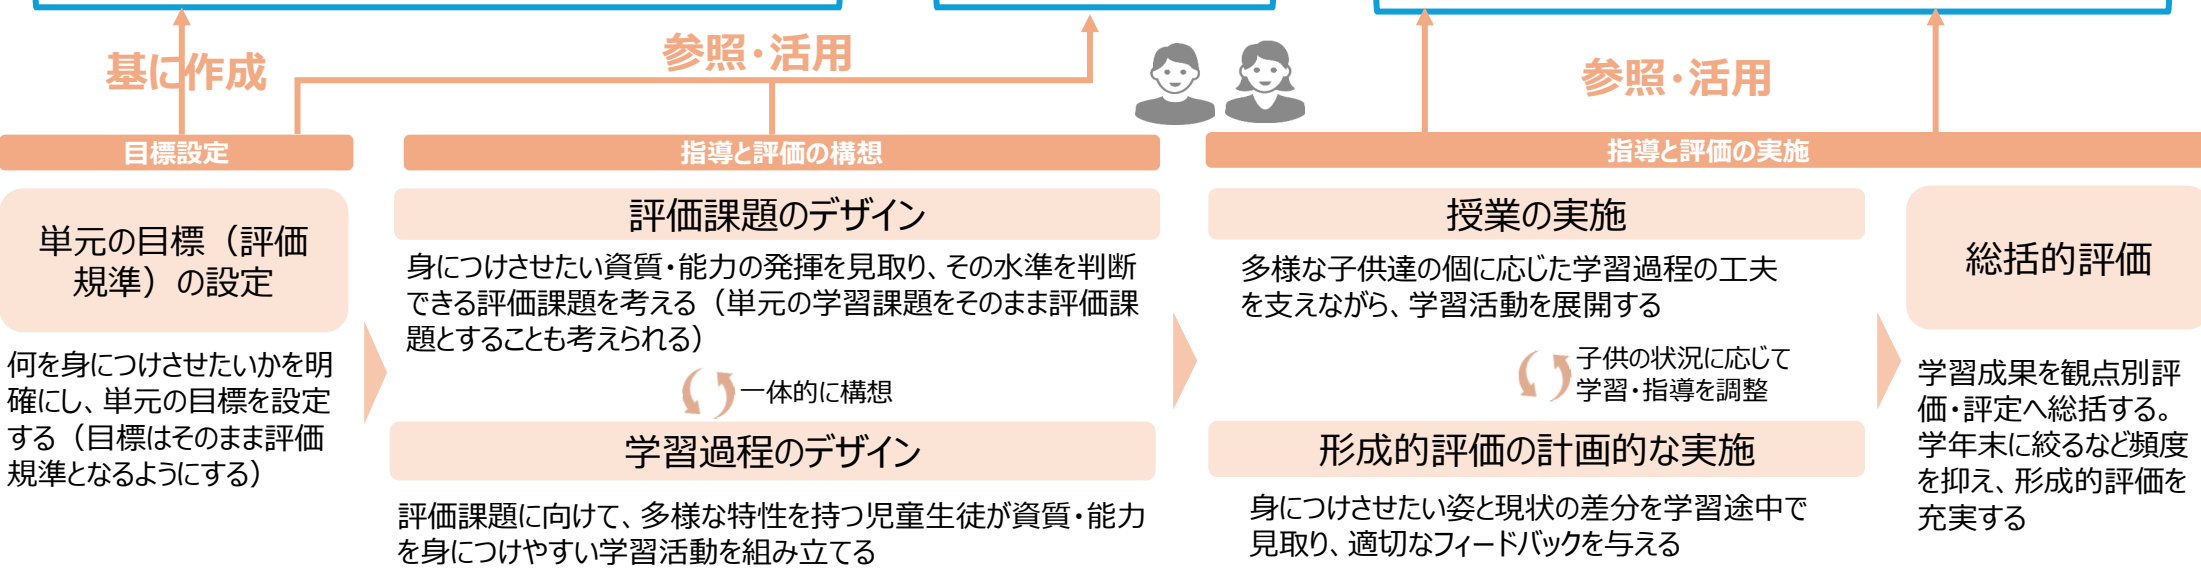 基に作成
参照・活用
参照・活用
目標設定
指導と評価の構想
指導と評価の実施
単元の目標（評価
規準）の設定
何を身につけさせたいかを明
確にし、単元の目標を設定
する（目標はそのまま評価
規準となるようにする）
評価課題のデザイン
身につけさせたい資質・能力の発揮を見取り、その水準を判断
できる評価課題を考える（単元の学習課題をそのまま評価課
題とすることも考えられる）
一体的に構想
学習過程のデザイン
評価課題に向けて、多様な特性を持つ児童生徒が資質・能力
を身につけやすい学習活動を組み立てる
授業の実施
多様な子供達の個に応じた学習過程の工夫
を支えながら、学習活動を展開する
子供の状況に応じて
学習・指導を調整
形成的評価の計画的な実施
身につけさせたい姿と現状の差分を学習途中で
見取り、適切なフィードバックを与える
総括的評価
学習成果を観点別評
価・評定へ総括する。
学年末に絞るなど頻度
を抑え、形成的評価を
充実する